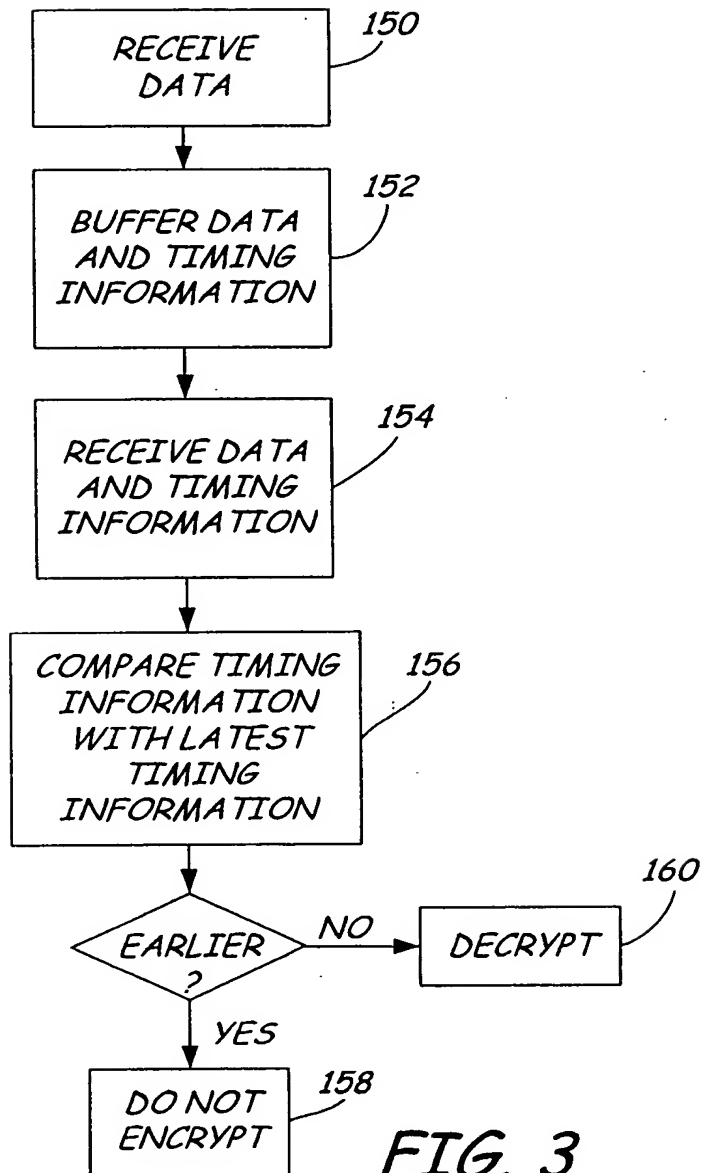 RECEIVE
DATA
150
BUFFER DATA
AND TIMING
INFORMATION
152
RECEIVE DATA
AND TIMING
INFORMATION
154
COMPARE TIMING
INFORMATION
WITH LATEST
TIMING
INFORMATION
156
EARLIER
?
NO
DECRYPT
160
YES
DO NOT
ENCRYPT
158
FIG. 3